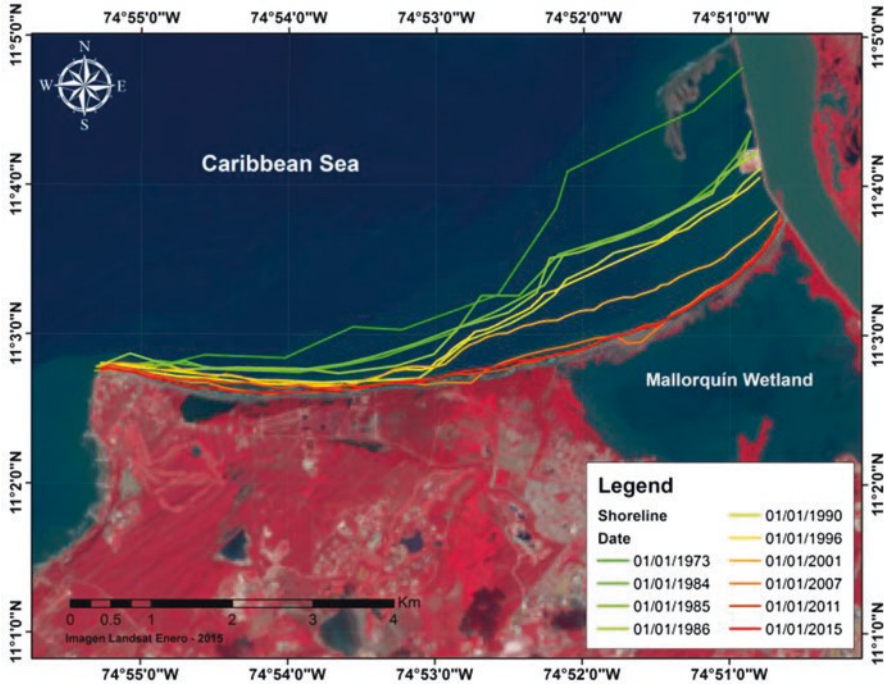 74°55'0"W 74°54'0"W 74°53'0"W 74°52'0"W 74°51'0"W
11°5'0"N 11°5'0"N
N
W E
S
Caribbean Sea
11°4'0"N 11°4'0"N
11°3'0"N 11°3'0"N
Mallorquín Wetland
11°2'0"N 11°2'0"N
Legend
Shoreline
Date
01/01/1973
01/01/1984
01/01/1985
01/01/1986
01/01/1990
01/01/1996
01/01/2001
01/01/2007
01/01/2011
01/01/2015
Km
0 0.5 1 2 3 4
Imagen Landsat Enero - 2015
11°1'0"N 11°1'0"N
74°55'0"W 74°54'0"W 74°53'0"W 74°52'0"W 74°51'0"W